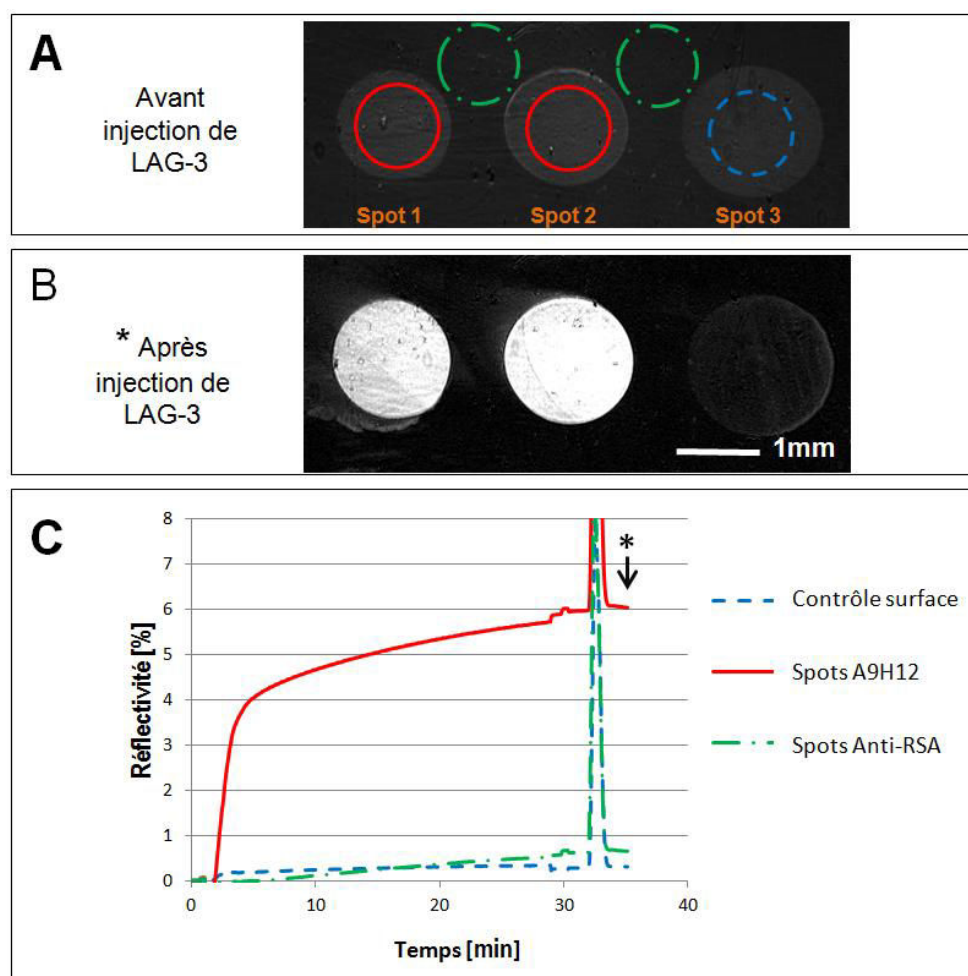 A
Avant
injection de
LAG-3
Spot 1 Spot 2 Spot 3
B
* Après
injection de
LAG-3
1mm
C
8
7
6
5
4
3
2
1
0
Réflectivité [%]
0 10 20 30 40
Temps [min]
*
Contrôle surface
Spots A9H12
Spots Anti-RSA